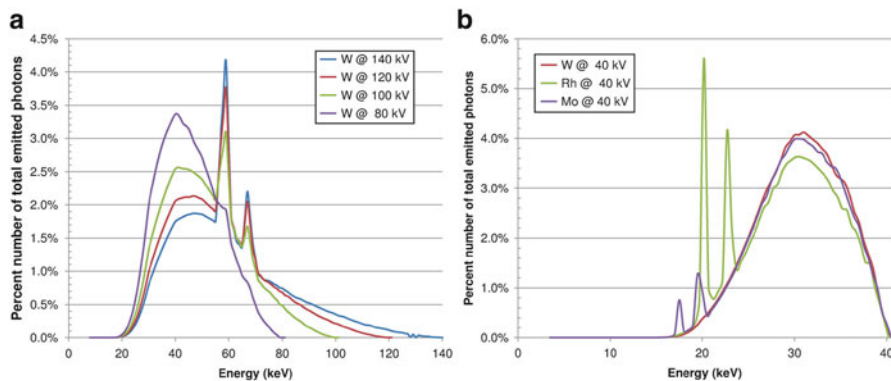 a
4.5%
4.0%
3.5%
3.0%
2.5%
2.0%
1.5%
1.0%
0.5%
0.0%
Percent number of total emitted photons
W @ 140 kV
W @ 120 kV
W @ 100 kV
W @ 80 kV
0 20 40 60 80 100 120 140
Energy (keV)
b
6.0%
5.0%
4.0%
3.0%
2.0%
1.0%
0.0%
Percent number of total emitted photons
W @ 40 kV
Rh @ 40 kV
Mo @ 40 kV
0 10 20 30 40
Energy (keV)